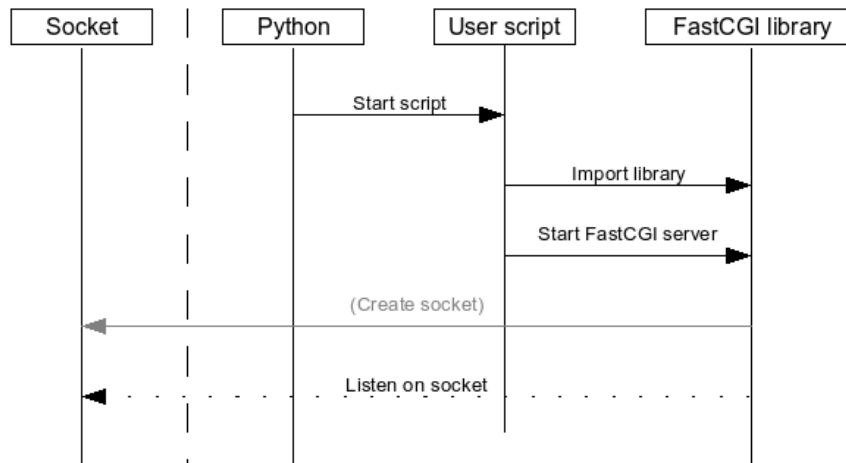 Socket
Python
User script
FastCGI library
Start script
Import library
Start FastCGI server
(Create socket)
Listen on socket